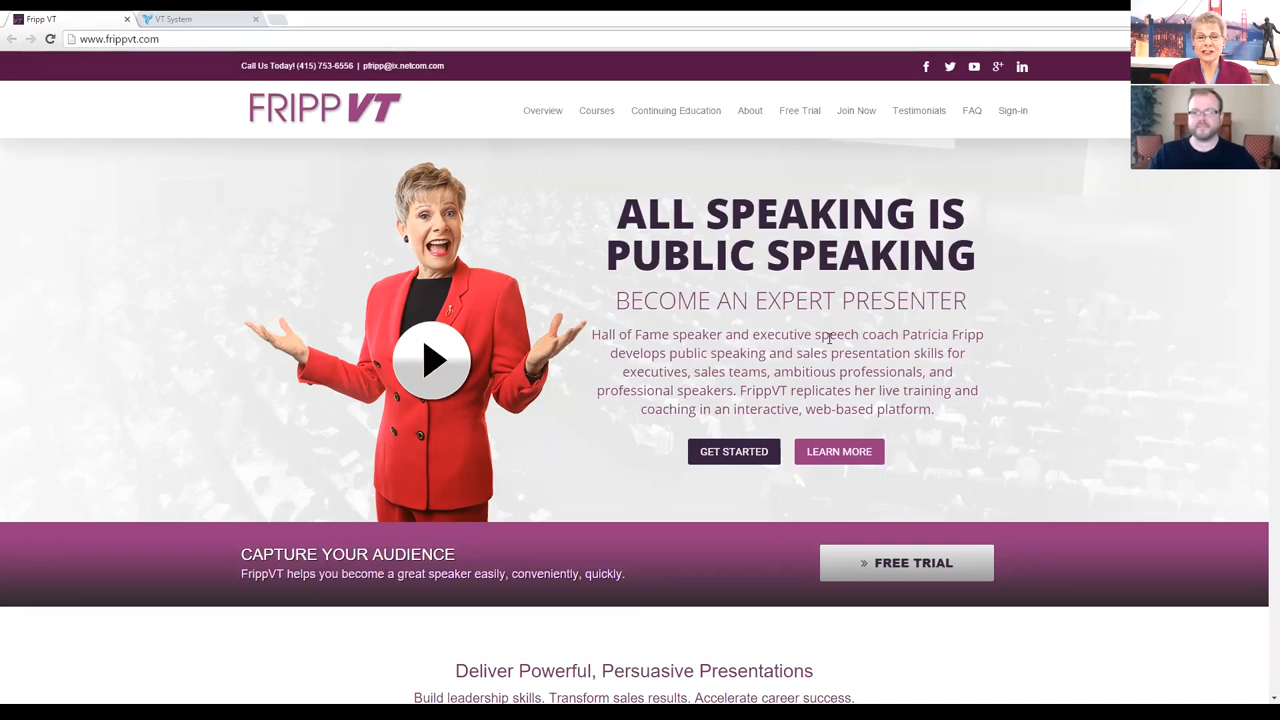 Fripp VT
VT System
www.frippvt.com
Call Us Today! (415) 753-6556 | pfripp@ix.netcom.com
FRIPP VT
Overview Courses Continuing Education About Free Trial Join Now Testimonials FAQ Sign-in
ALL SPEAKING IS
PUBLIC SPEAKING
BECOME AN EXPERT PRESENTER
Hall of Fame speaker and executive speech coach Patricia Fripp
develops public speaking and sales presentation skills for
executives, sales teams, ambitious professionals, and
professional speakers. FrippVT replicates her live training and
coaching in an interactive, web-based platform.
GET STARTED LEARN MORE
CAPTURE YOUR AUDIENCE
FrippVT helps you become a great speaker easily, conveniently, quickly.
» FREE TRIAL
Deliver Powerful, Persuasive Presentations
Build leadership skills. Transform sales results. Accelerate career success.